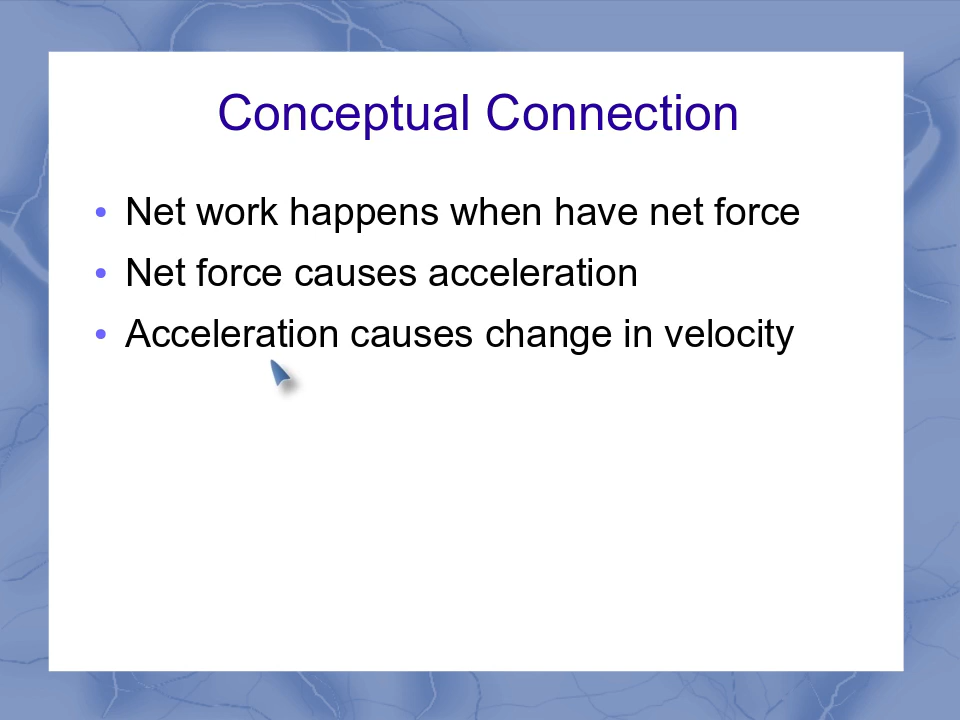 Conceptual Connection
• Net work happens when have net force
• Net force causes acceleration
• Acceleration causes change in velocity